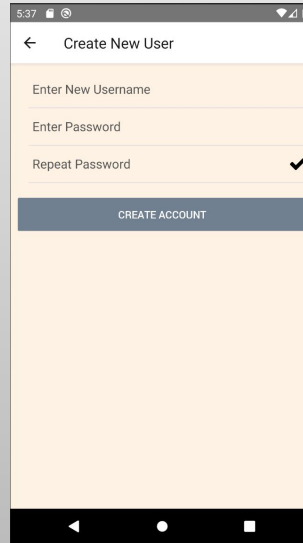 5:37
Create New User
Enter New Username
Enter Password
Repeat Password
CREATE ACCOUNT